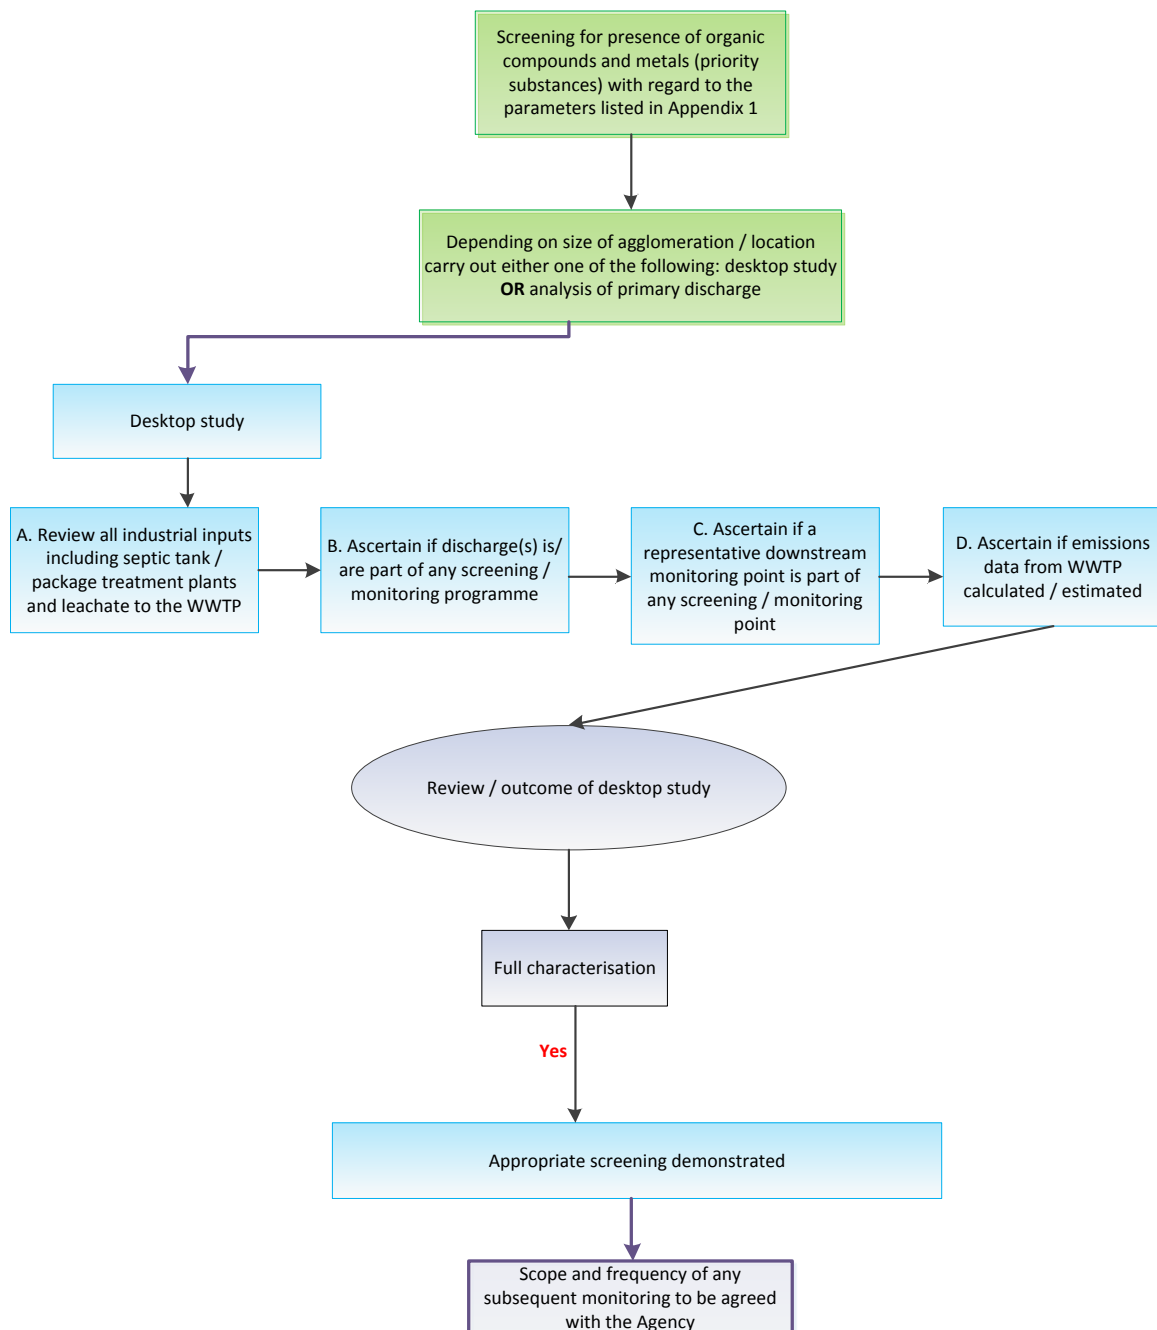 Screening for presence of organic
compounds and metals (priority
substances) with regard to the
parameters listed in Appendix 1
Depending on size of agglomeration / location
carry out either one of the following: desktop study
OR analysis of primary discharge
Desktop study
A. Review all industrial inputs
including septic tank /
package treatment plants
and leachate to the WWTP
B. Ascertain if discharge(s) is/
are part of any screening /
monitoring programme
C. Ascertain if a
representative downstream
monitoring point is part of
any screening / monitoring
point
D. Ascertain if emissions
data from WWTP
calculated / estimated
Review / outcome of desktop study
Full characterisation
Yes
Appropriate screening demonstrated
Scope and frequency of any
subsequent monitoring to be agreed
with the Agency